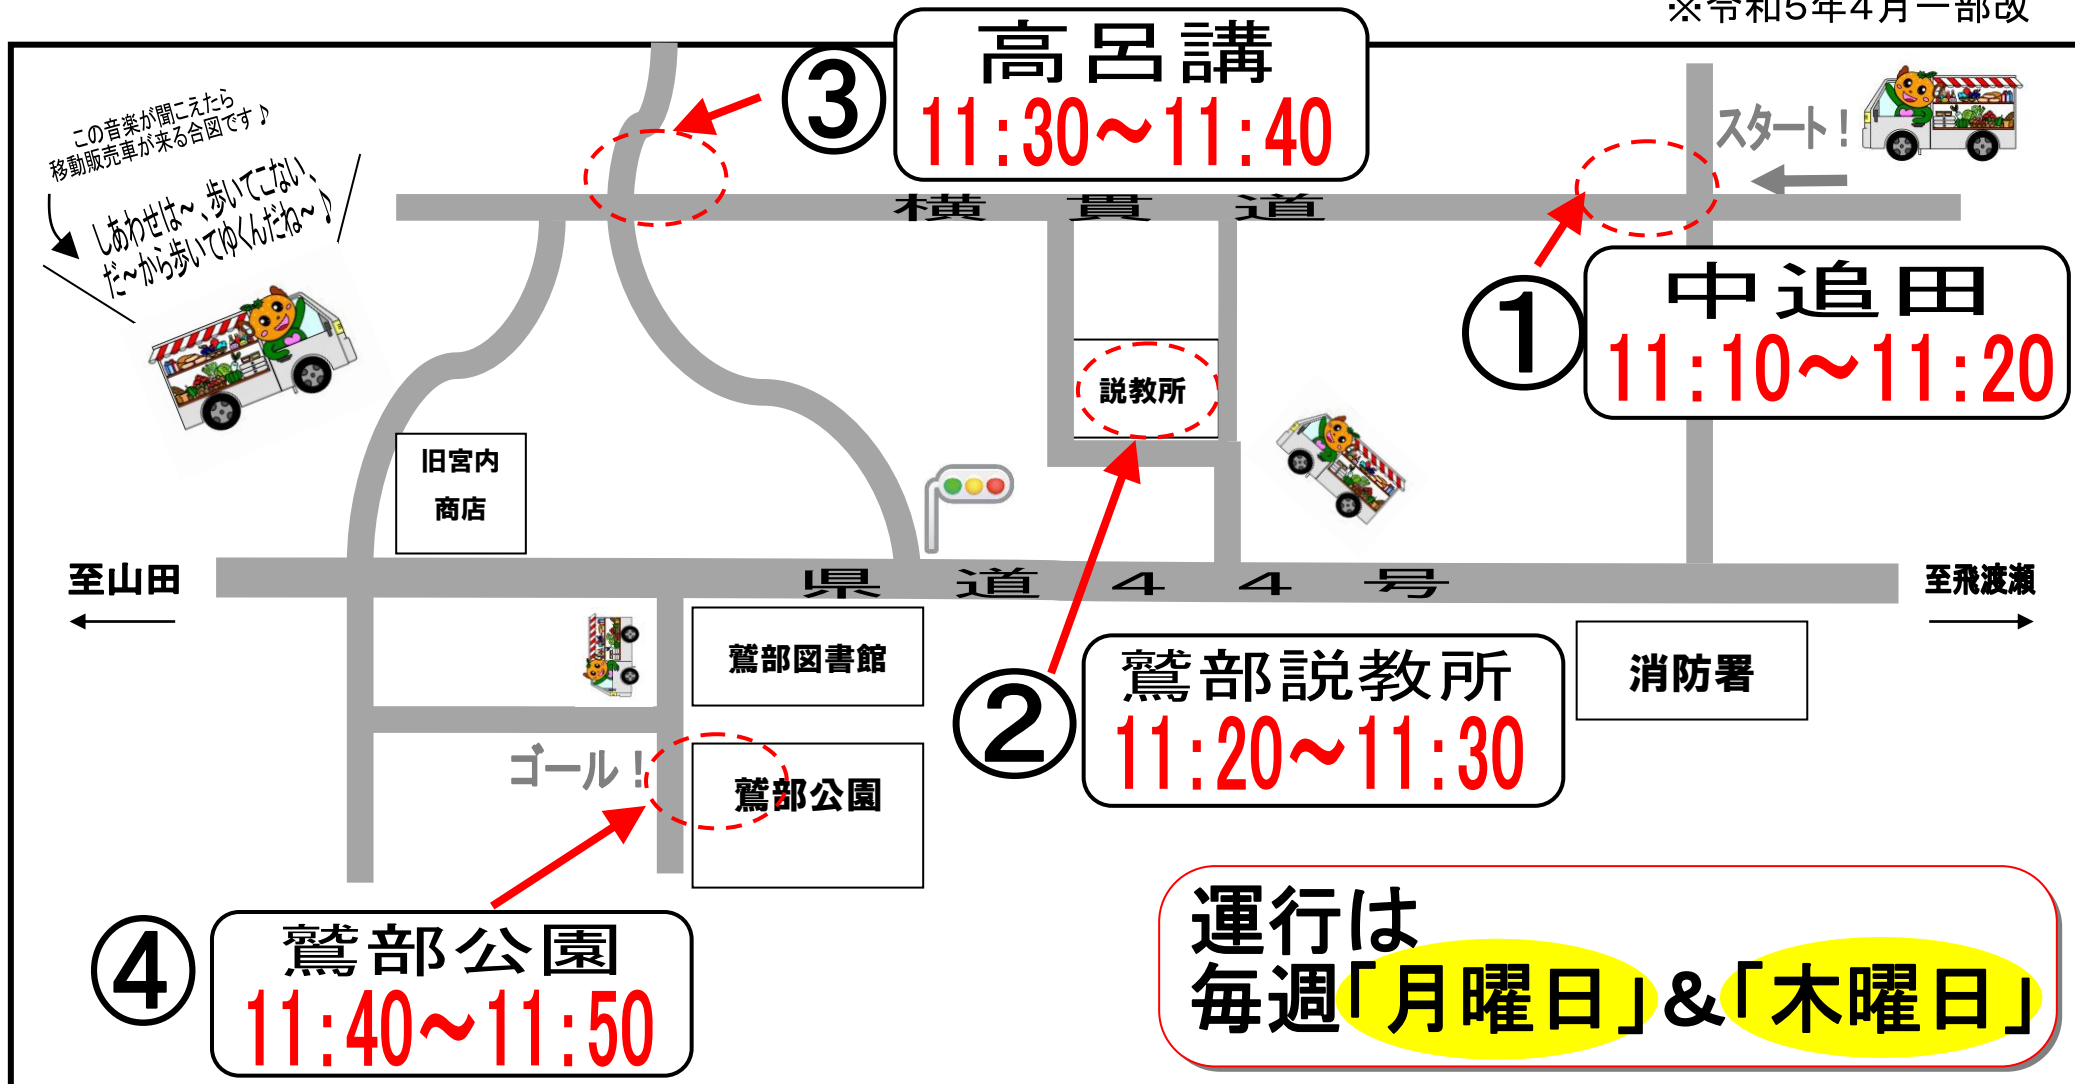 ※令和5年4月一部改
③
高呂講
11:30～11:40
この音楽が聞こえたら
移動販売車が来る合図です♪
しあわせは～、歩いてこない、
だ～から歩いてゆくんだね～♪
スタート！
横貫道
①
中追田
11:10～11:20
説教所
旧宮内
商店
至山田
県道44号
至飛渡瀬
鷲部図書館
②
鷲部説教所
11:20～11:30
消防署
ゴール！
鷲部公園
④
鷲部公園
11:40～11:50
運行は
毎週「月曜日」&「木曜日」